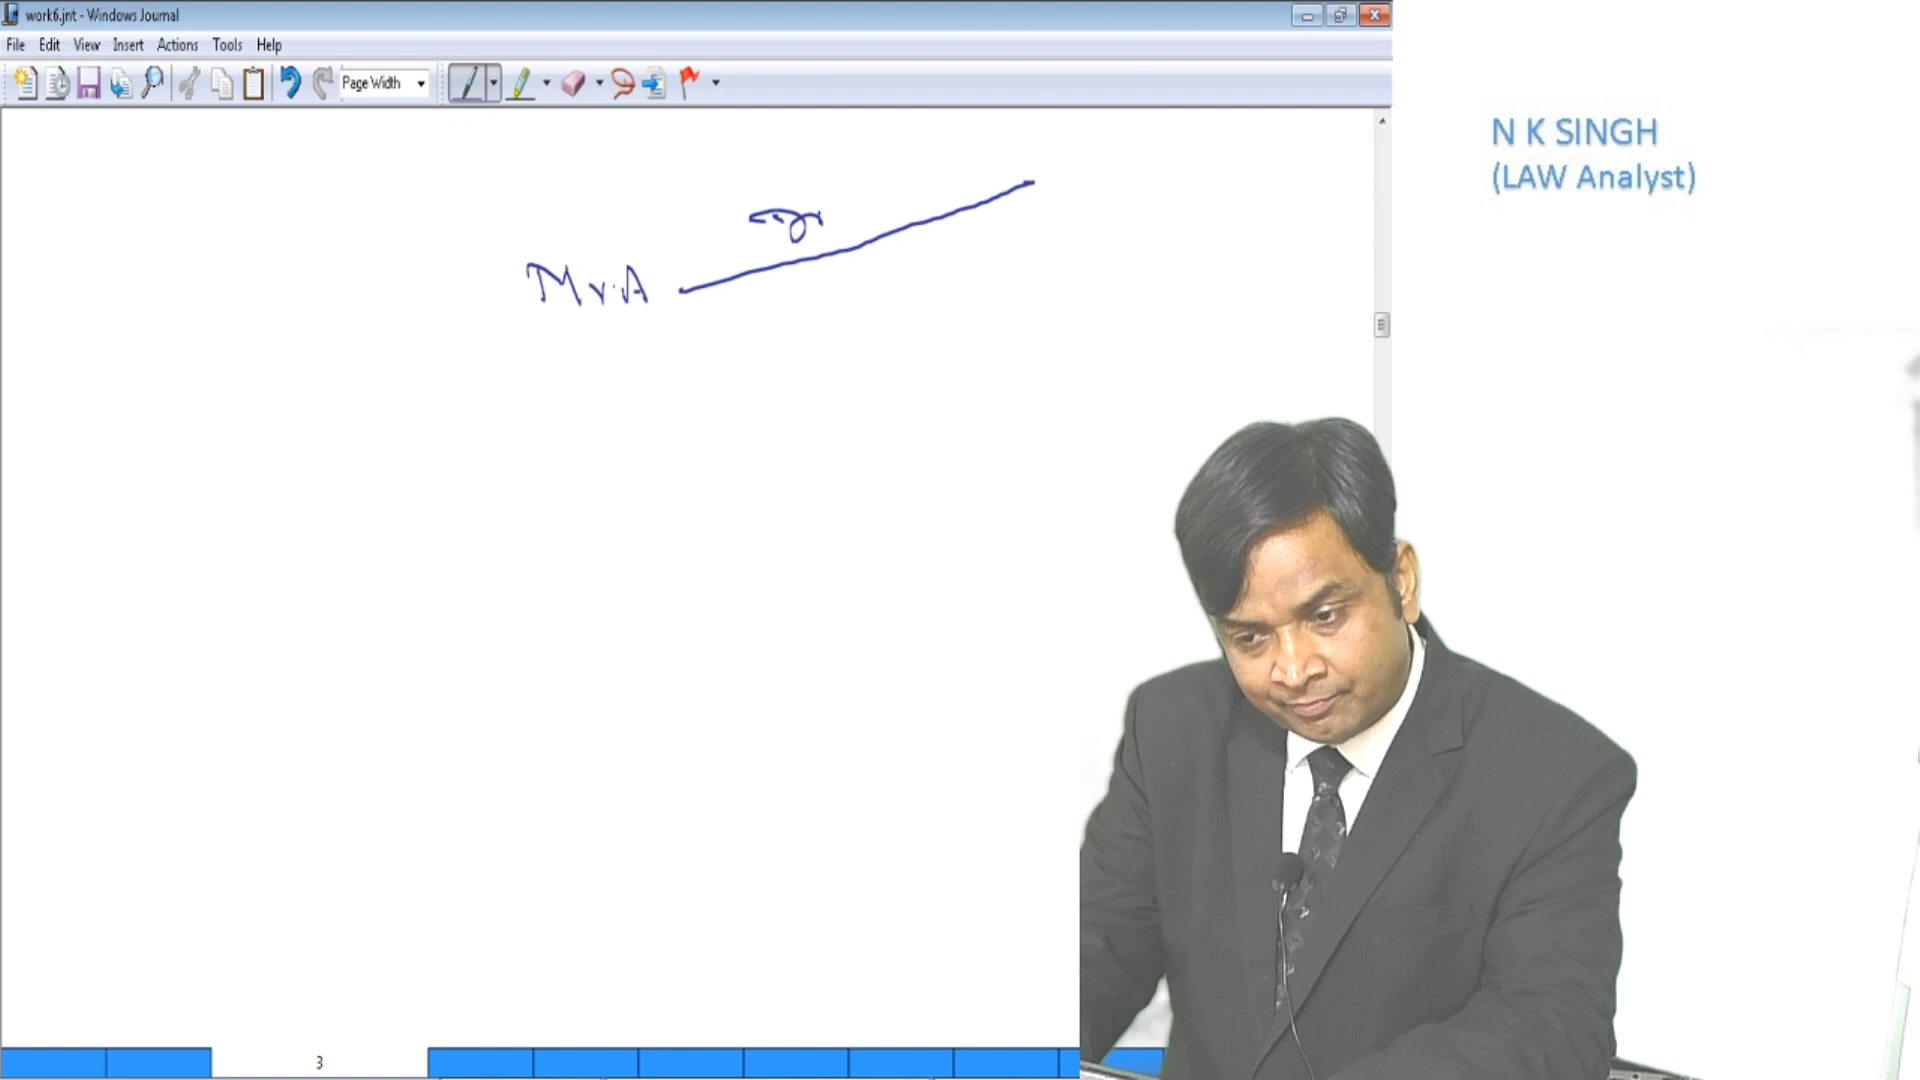 work6.jnt - Windows Journal
File Edit View Insert Actions Tools Help
Page Width
N K SINGH
(LAW Analyst)
Mr. A
3